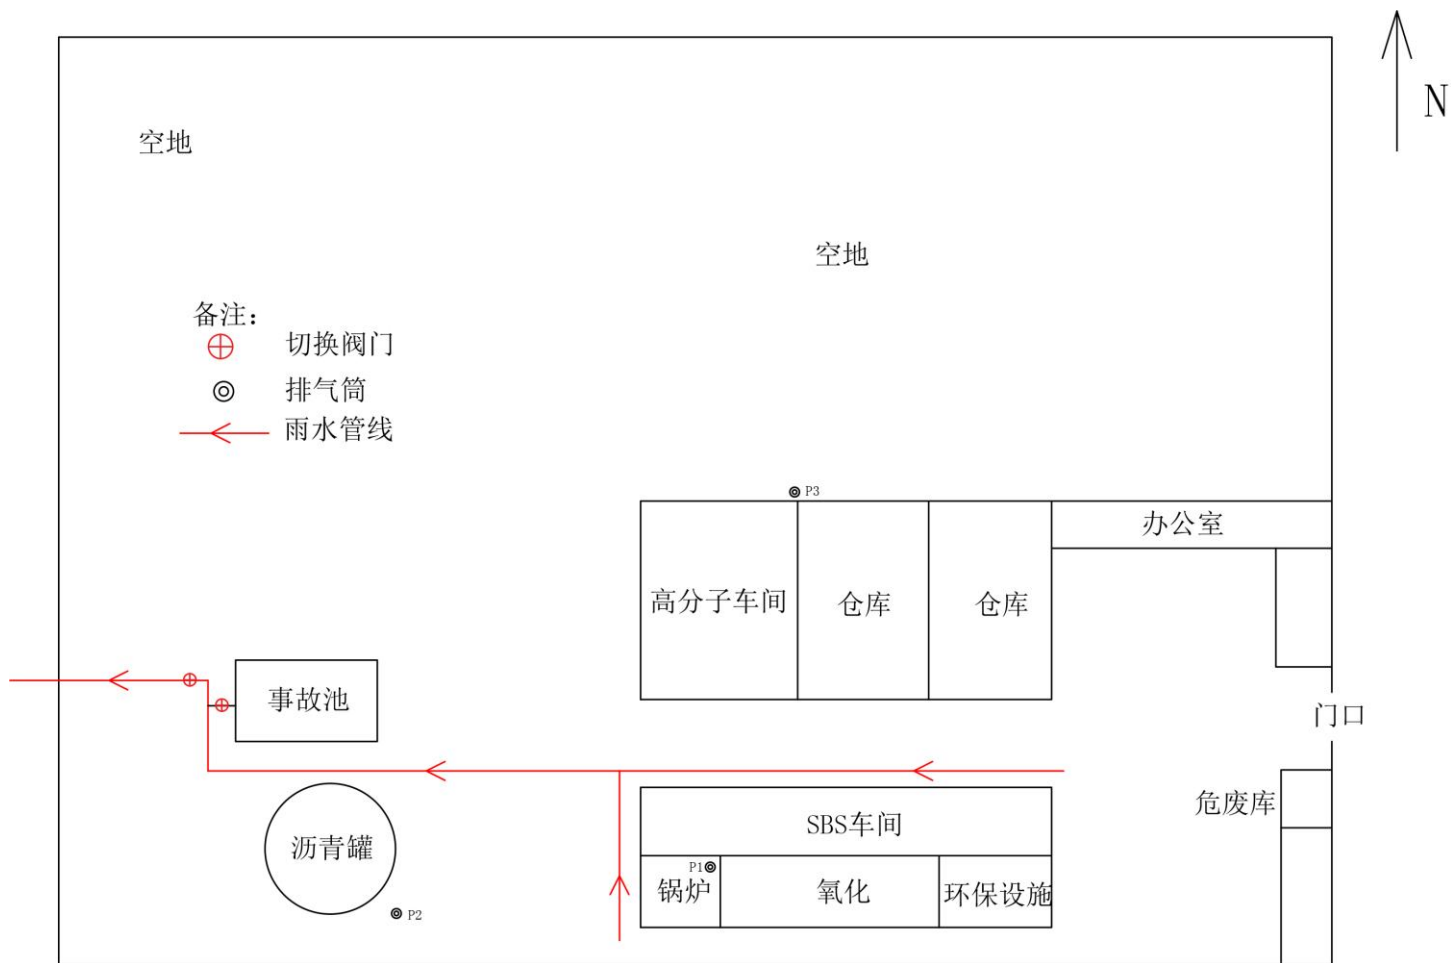 N
空地
空地
备注：
切换阀门
排气筒
雨水管线
P3
办公室
高分子车间
仓库
仓库
事故池
门口
危废库
SBS车间
沥青罐
P1
锅炉
氧化
环保设施
P2